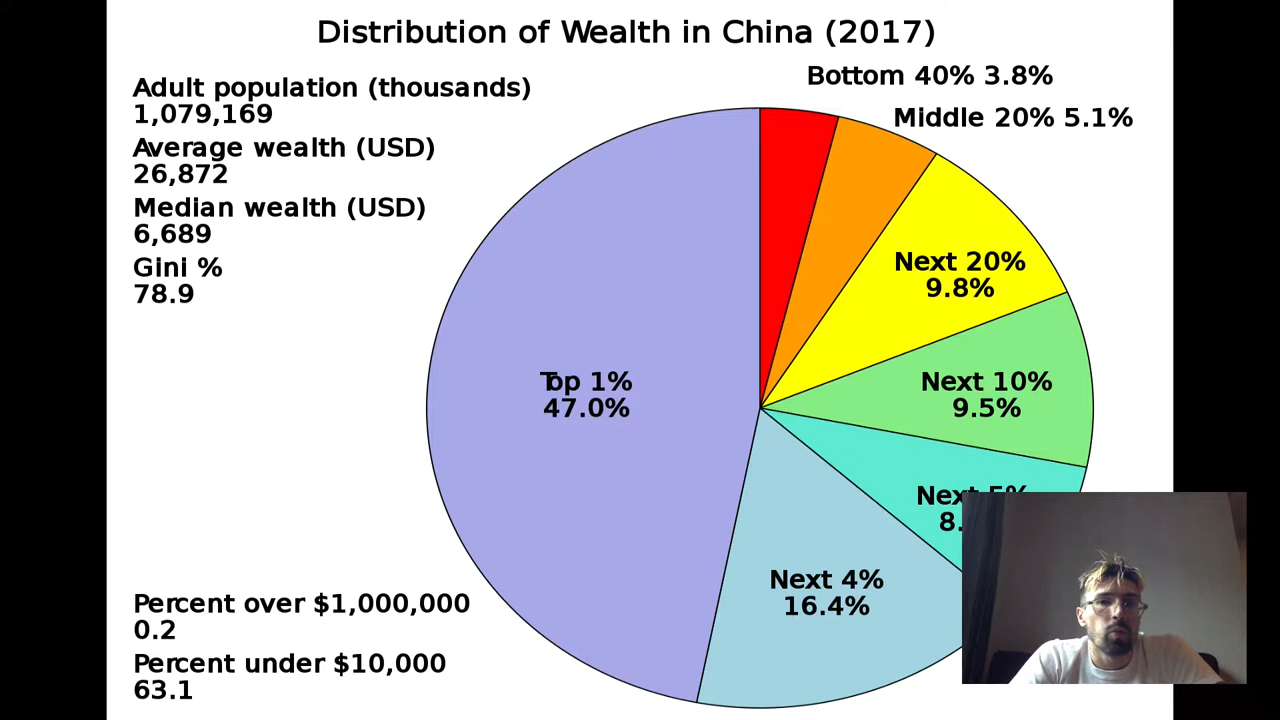 Distribution of Wealth in China (2017)
Adult population (thousands)
1,079,169
Average wealth (USD)
26,872
Median wealth (USD)
6,689
Gini %
78.9
Bottom 40% 3.8%
Middle 20% 5.1%
Next 20%
9.8%
Next 10%
9.5%
Next 5%
8.
Next 4%
16.4%
Top 1%
47.0%
Percent over $1,000,000
0.2
Percent under $10,000
63.1